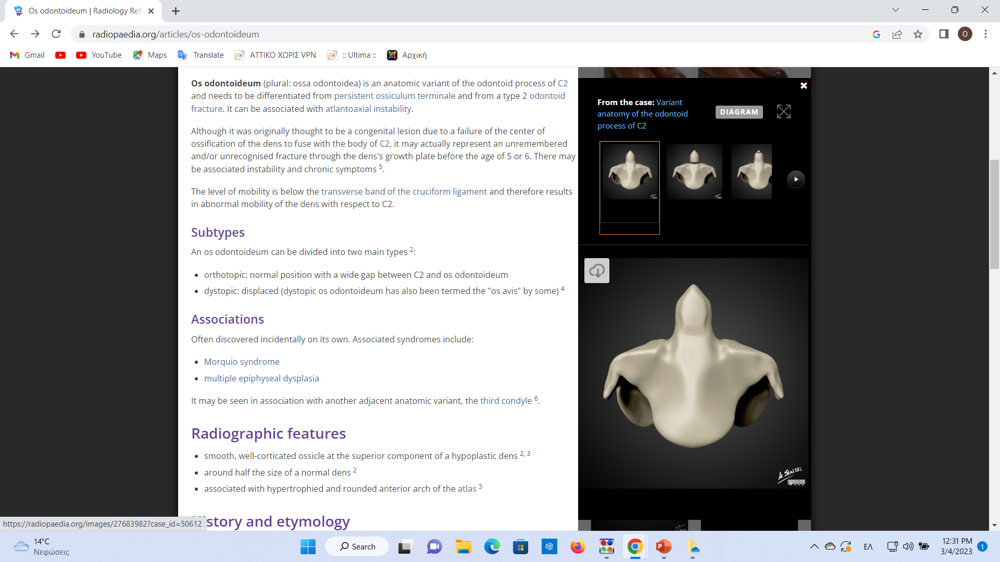 Os odontoideum | Radiology Ref
radiopaedia.org/articles/os-odontoideum
O
Gmail
YouTube
Maps
Translate
ΑΤΤΙΚΟ ΧΩΡΙΣ VPN
:: Ultima ::
Αρχική
Os odontoideum (plural: ossa odontoidea) is an anatomic variant of the odontoid process of C2
and needs to be differentiated from persistent ossiculum terminale and from a type 2 odontoid
fracture. It can be associated with atlantoaxial instability.
Although it was originally thought to be a congenital lesion due to a failure of the center of
ossification of the dens to fuse with the body of C2, it may actually represent an unremembered
and/or unrecognised fracture through the dens's growth plate before the age of 5 or 6. There may
be associated instability and chronic symptoms 5.
The level of mobility is below the transverse band of the cruciform ligament and therefore results
in abnormal mobility of the dens with respect to C2.
Subtypes
An os odontoideum can be divided into two main types 2:
• orthotopic: normal position with a wide gap between C2 and os odontoideum
• dystopic: displaced (dystopic os odontoideum has also been termed the "os avis" by some) 4
Associations
Often discovered incidentally on its own. Associated syndromes include:
• Morquio syndrome
• multiple epiphyseal dysplasia
It may be seen in association with another adjacent anatomic variant, the third condyle 6.
Radiographic features
• smooth, well-corticated ossicle at the superior component of a hypoplastic dens 2, 3
• around half the size of a normal dens 2
• associated with hypertrophied and rounded anterior arch of the atlas 3
History and etymology
From the case: Variant
anatomy of the odontoid
process of C2
DIAGRAM
M.Skalski
https://radiopaedia.org/images/27683982?case_id=50612
14°C
Νεφώσεις
Search
ΕΛ
12:31 PM
3/4/2023
1